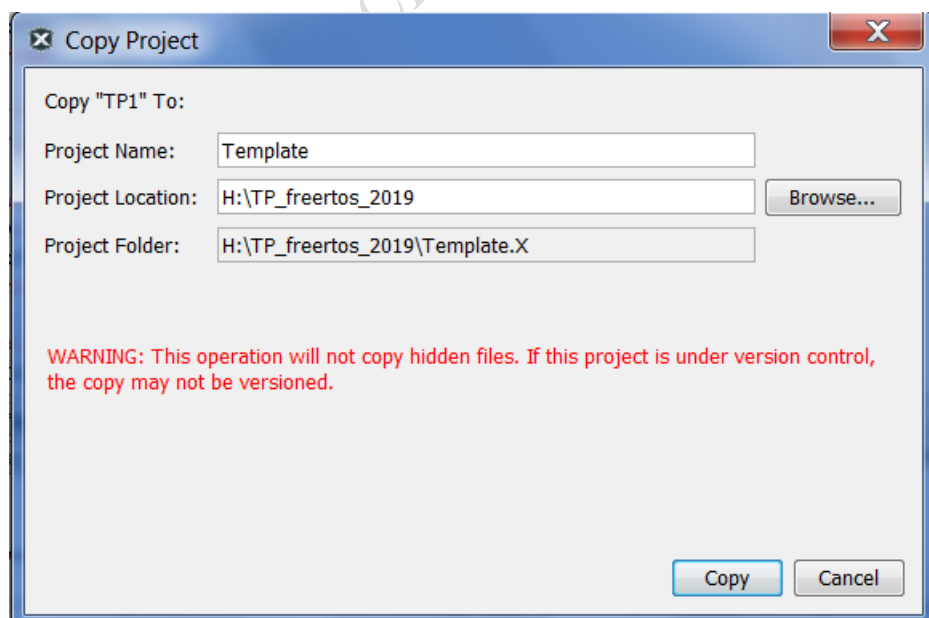 Copy Project
Copy "TP1" To:
Project Name: Template
Project Location: H:\TP_freertos_2019 Browse...
Project Folder: H:\TP_freertos_2019\Template.X
WARNING: This operation will not copy hidden files. If this project is under version control,
the copy may not be versioned.
Copy Cancel